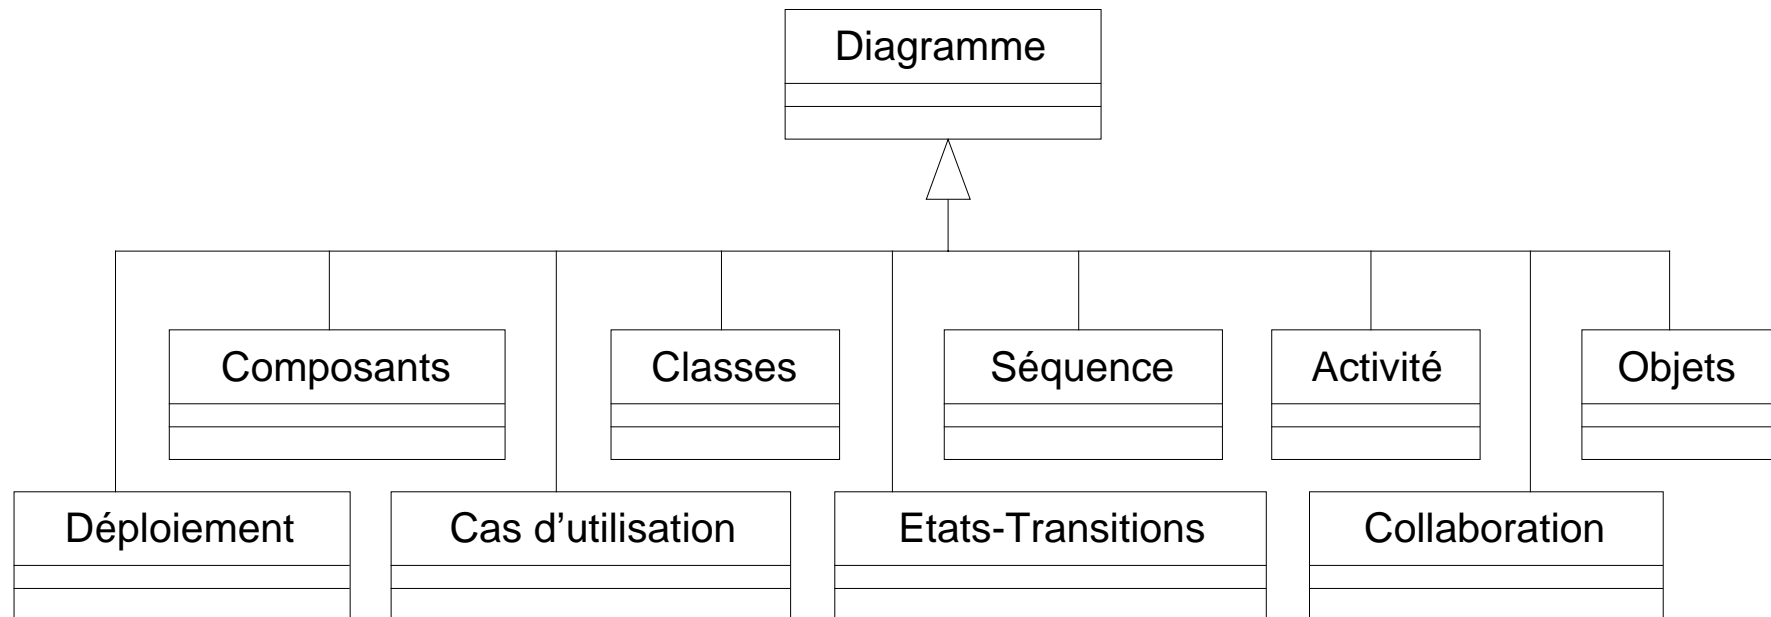 Diagramme
Composants
Classes
Séquence
Activité
Objets
Déploiement
Cas d’utilisation
Etats-Transitions
Collaboration